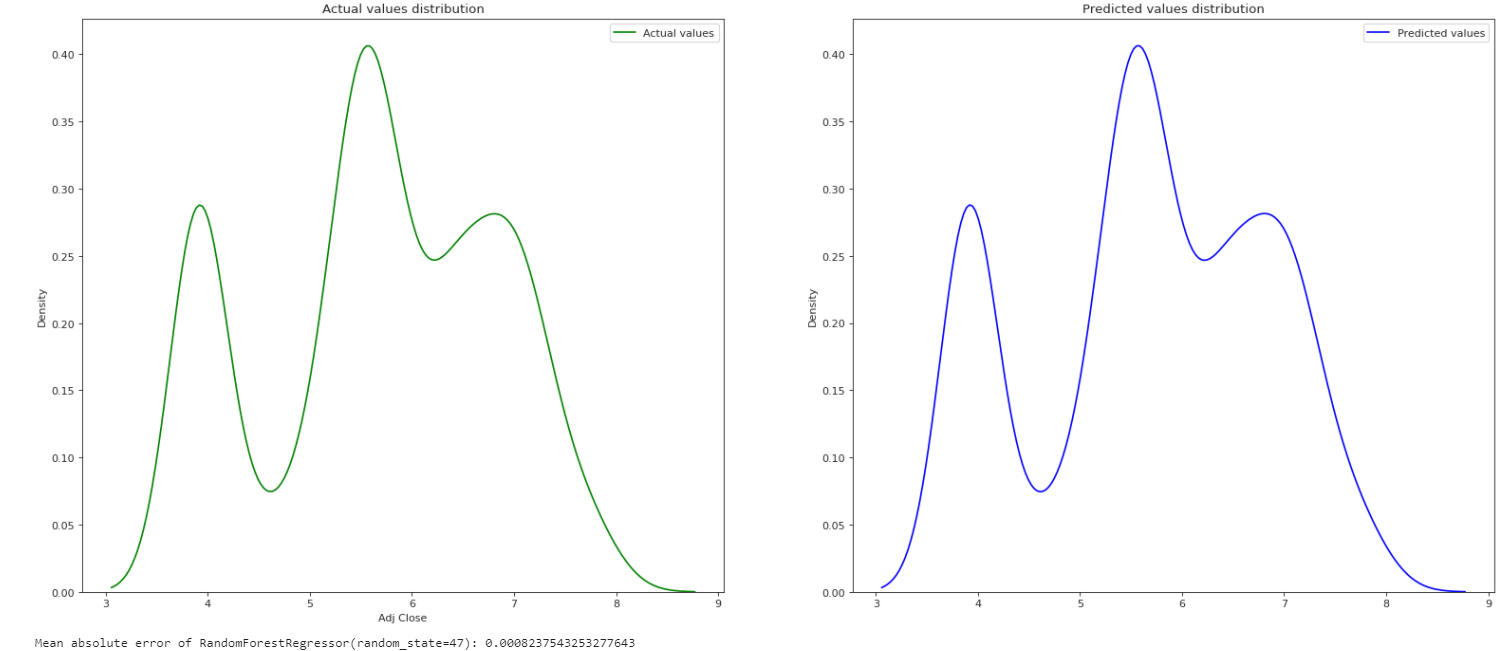 Actual values distribution
Actual values
0.40
0.35
0.30
0.25
0.20
0.15
0.10
0.05
0.00
Density
3 4 5 6 7 8 9
Adj Close
Predicted values distribution
Predicted values
0.40
0.35
0.30
0.25
0.20
0.15
0.10
0.05
0.00
Density
3 4 5 6 7 8 9
Mean absolute error of RandomForestRegressor(random_state=47): 0.0008237543253277643